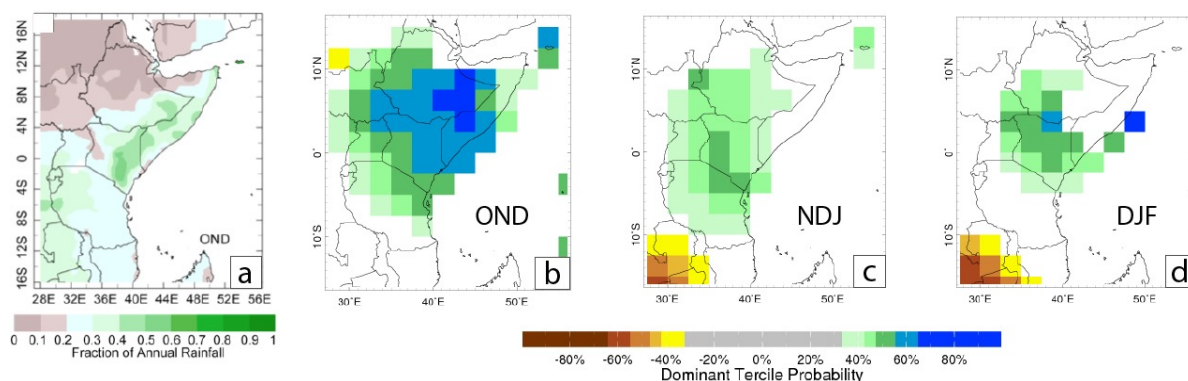 16N
12N
8N
4N
0
4S
8S
12S
16S
OND
a
28E 32E 36E 40E 44E 48E 52E 56E
0 0.1 0.2 0.3 0.4 0.5 0.6 0.7 0.8 0.9 1
Fraction of Annual Rainfall
10°N
0°
10°S
OND
b
30°E 40°E 50°E
10°N
0°
10°S
NDJ
c
30°E 40°E 50°E
10°N
0°
10°S
DJF
d
30°E 40°E 50°E
-80% -60% -40% -20% 0% 20% 40% 60% 80%
Dominant Tercile Probability